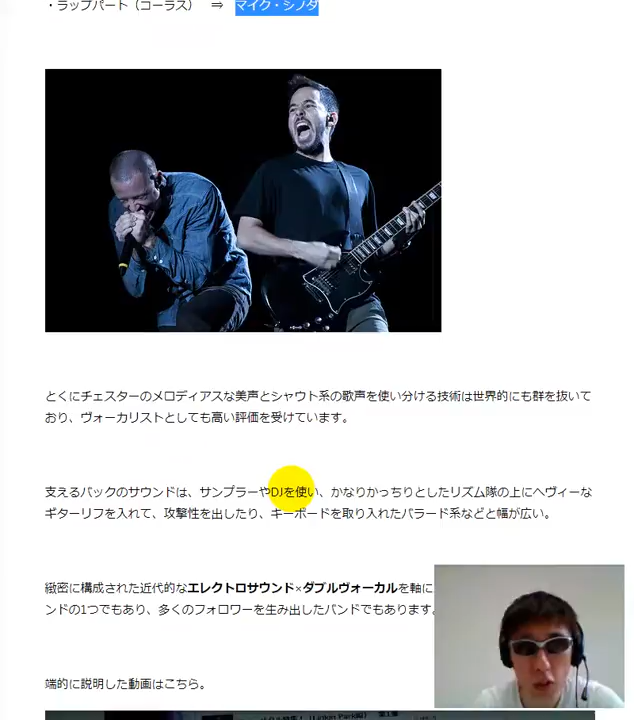 ・ラップパート（コーラス）　⇒　マイク・シノダ
とくにチェスターのメロディアスな美声とシャウト系の歌声を使い分ける技術は世界的にも群を抜いて
おり、ヴォーカリストとしても高い評価を受けています。
支えるバックのサウンドは、サンプラーやDJを使い、かなりかっちりとしたリズム隊の上にヘヴィーな
ギターリフを入れて、攻撃性を出したり、キーボードを取り入れたバラード系などと幅が広い。
緻密に構成された近代的なエレクトロサウンド×ダブルヴォーカルを軸に
ンドの1つでもあり、多くのフォロワーを生み出したバンドでもあります。
端的に説明した動画はこちら。